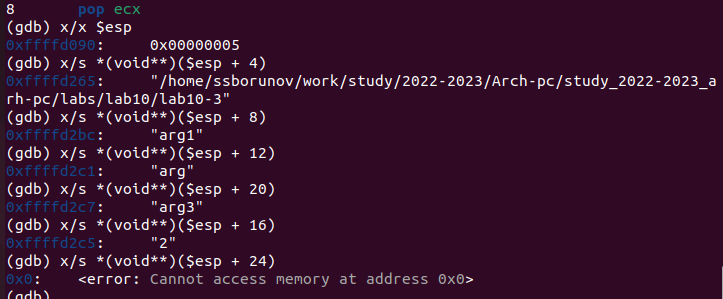 8       pop ecx
(gdb) x/x $esp
0xffffd090:     0x00000005
(gdb) x/s *(void**)($esp + 4)
0xffffd265:     "/home/ssborunov/work/study/2022-2023/Arch-pc/study_2022-2023_a
rh-pc/labs/lab10/lab10-3"
(gdb) x/s *(void**)($esp + 8)
0xffffd2bc:     "arg1"
(gdb) x/s *(void**)($esp + 12)
0xffffd2c1:     "arg"
(gdb) x/s *(void**)($esp + 20)
0xffffd2c7:     "arg3"
(gdb) x/s *(void**)($esp + 16)
0xffffd2c5:     "2"
(gdb) x/s *(void**)($esp + 24)
0x0:    <error: Cannot access memory at address 0x0>
(gdb)